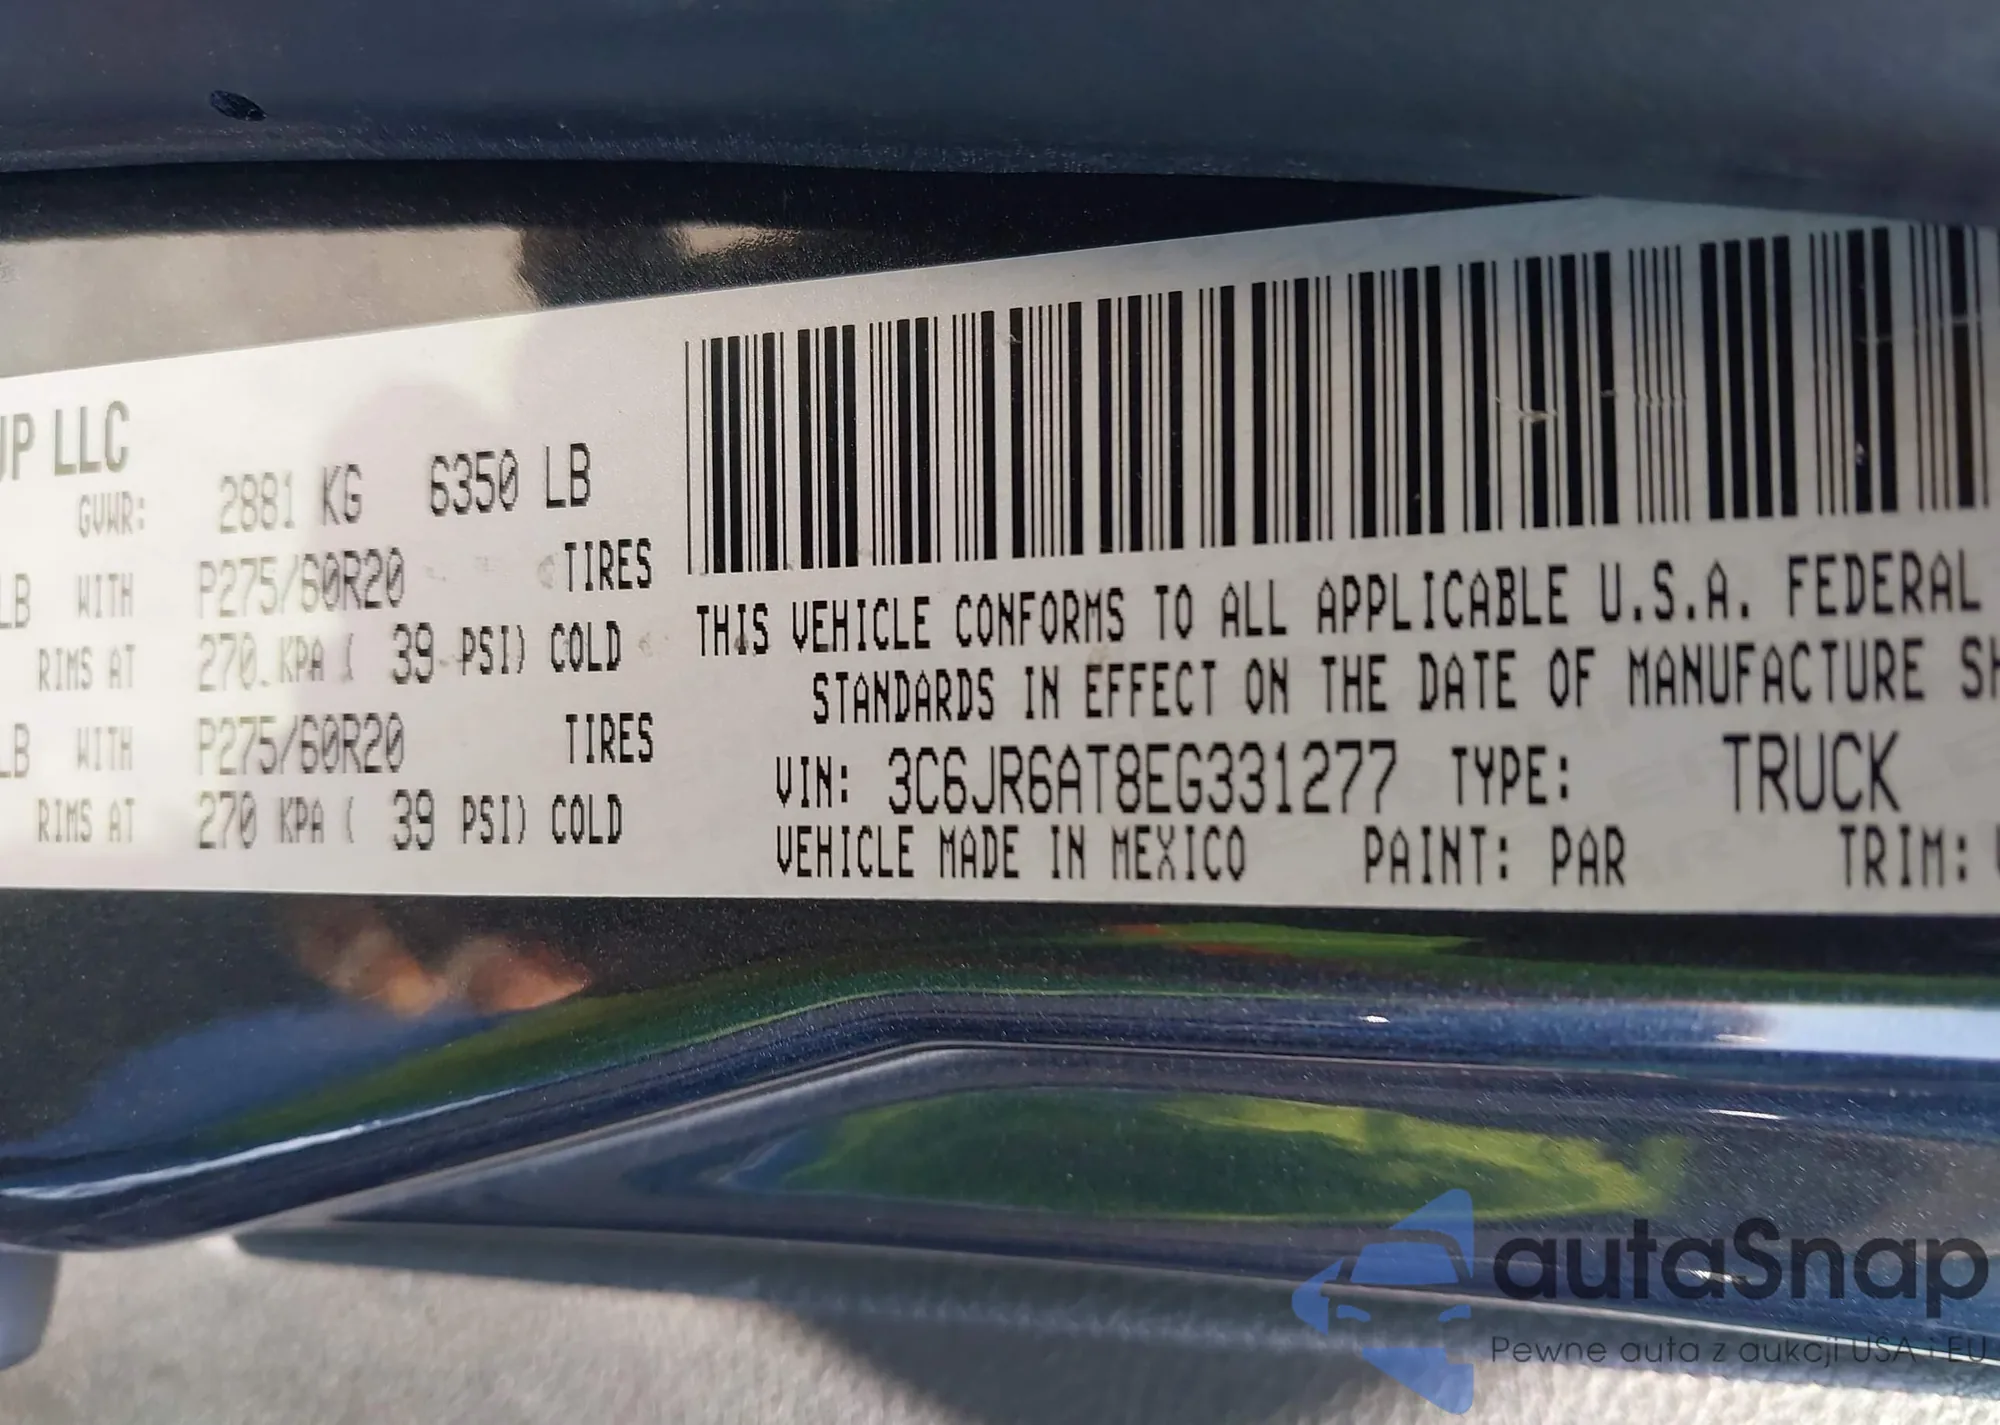 UP LLC
GVWR: 2881 KG 6350 LB
LB WITH P275/60R20 TIRES
RIMS AT 270 KPA ( 39 PSI) COLD
LB WITH P275/60R20 TIRES
RIMS AT 270 KPA ( 39 PSI) COLD
THIS VEHICLE CONFORMS TO ALL APPLICABLE U.S.A. FEDERAL
STANDARDS IN EFFECT ON THE DATE OF MANUFACTURE SH
VIN: 3C6JR6AT8EG331277 TYPE: TRUCK
VEHICLE MADE IN MEXICO PAINT: PAR TRIM:
autaSnap
Pewne auta z aukcji USA i EU